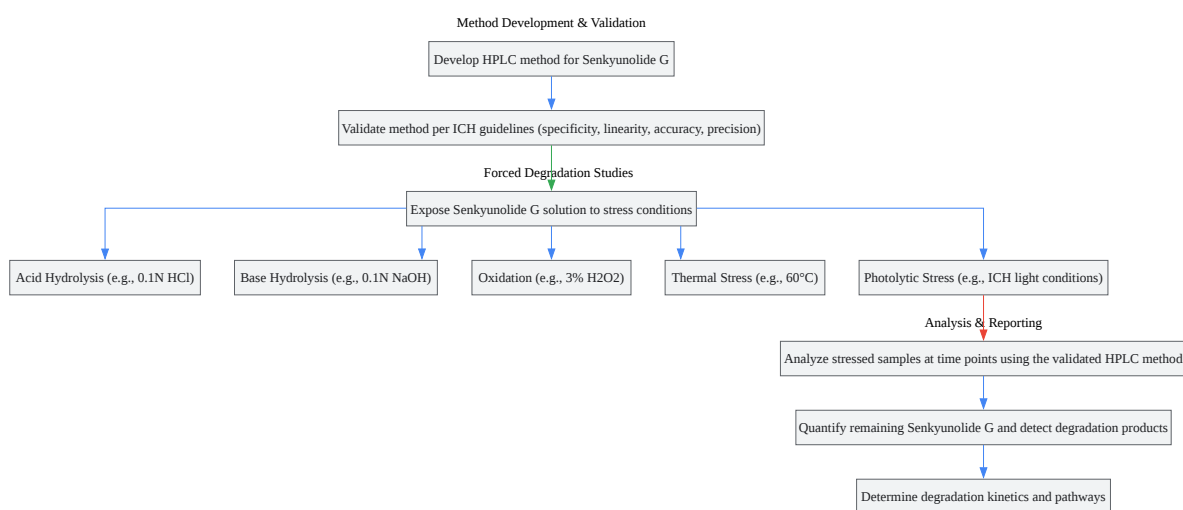 Method Development & Validation
Develop HPLC method for Senkyunolide G
Validate method per ICH guidelines (specificity, linearity, accuracy, precision)
Forced Degradation Studies
Expose Senkyunolide G solution to stress conditions
Acid Hydrolysis (e.g., 0.1N HCl)
Base Hydrolysis (e.g., 0.1N NaOH)
Oxidation (e.g., 3% H2O2)
Thermal Stress (e.g., 60°C)
Photolytic Stress (e.g., ICH light conditions)
Analysis & Reporting
Analyze stressed samples at time points using the validated HPLC method
Quantify remaining Senkyunolide G and detect degradation products
Determine degradation kinetics and pathways